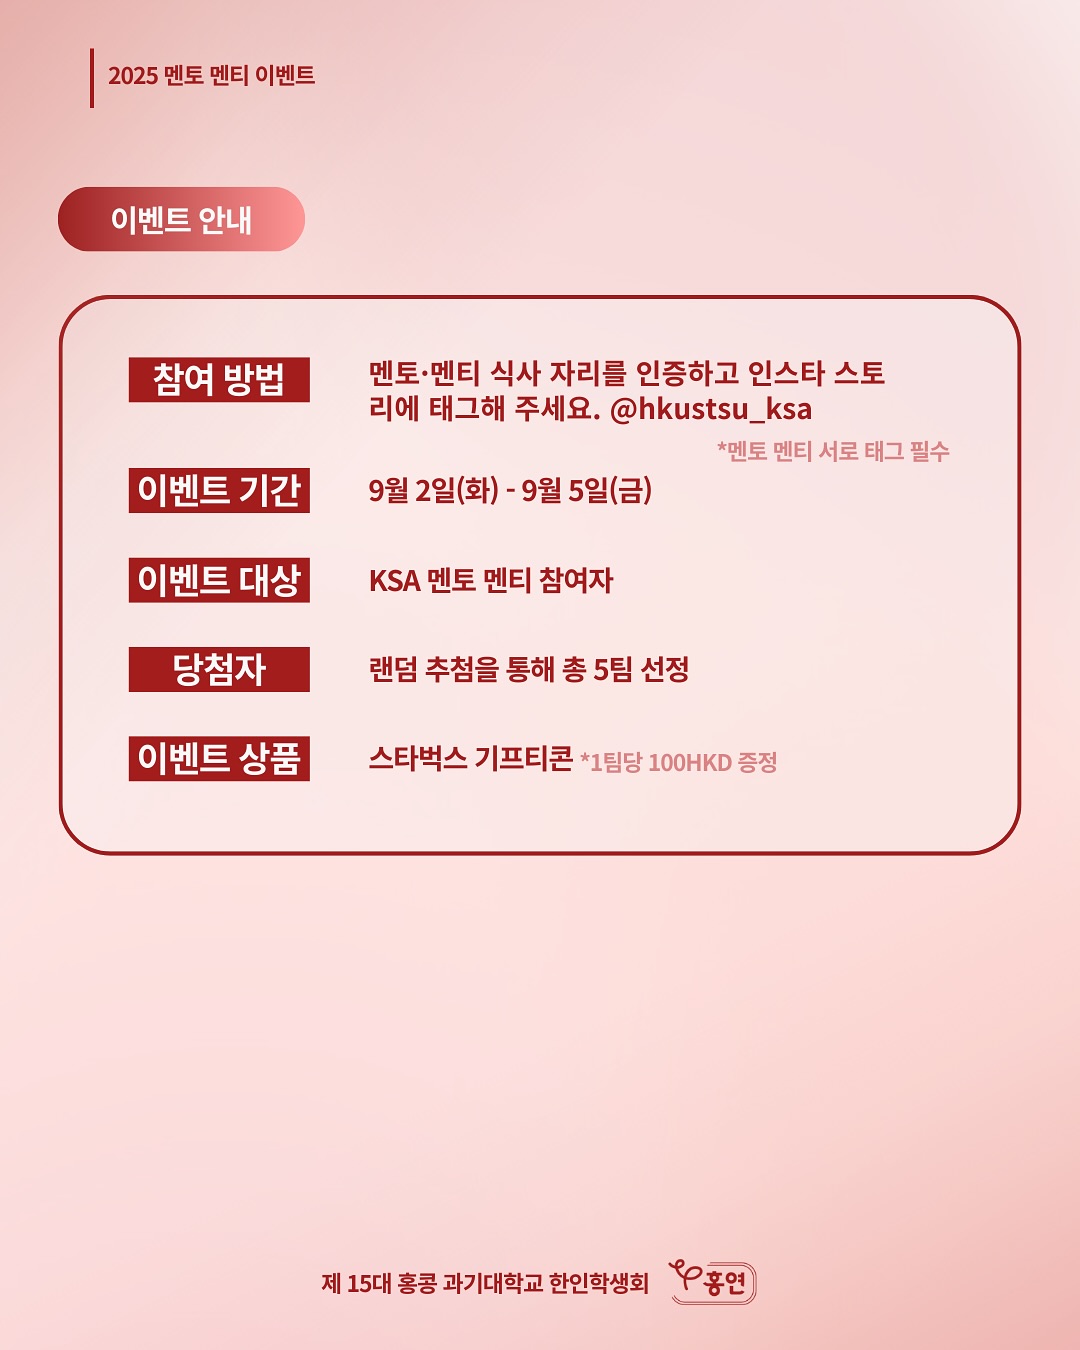 2025 멘토 멘티 이벤트
이벤트 안내
참여 방법
멘토·멘티 식사 자리를 인증하고 인스타 스토
리에 태그해 주세요. @hkustsu_ksa
*멘토 멘티 서로 태그 필수
이벤트 기간
9월 2일(화) - 9월 5일(금)
이벤트 대상
KSA 멘토 멘티 참여자
당첨자
랜덤 추첨을 통해 총 5팀 선정
이벤트 상품
스타벅스 기프티콘 *1팀당 100HKD 증정
제 15대 홍콩 과기대학교 한인학생회
홍연